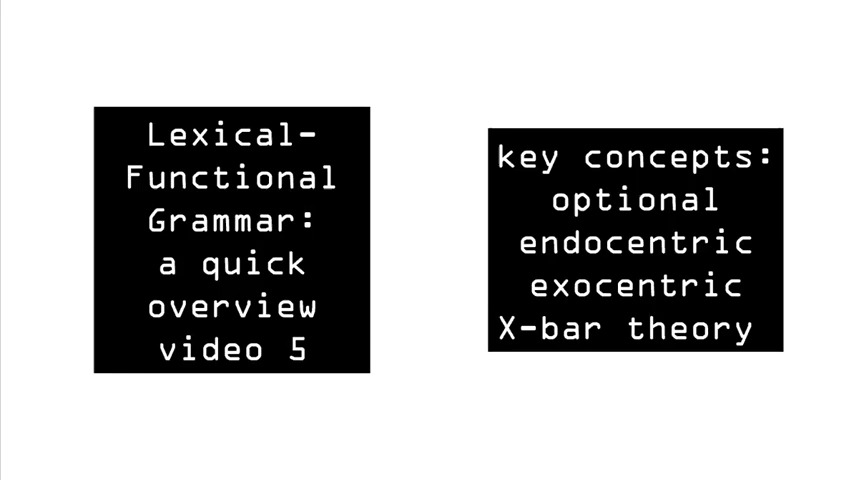 Lexical-
Functional
Grammar:
a quick
overview
video 5
key concepts:
optional
endocentric
exocentric
X-bar theory